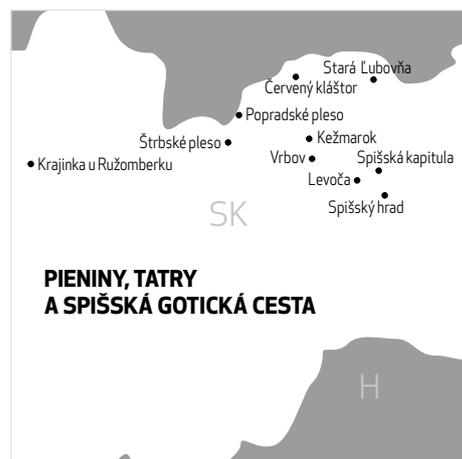 Stará Ľubovňa
Červený kláštor
Popradské pleso
Štrbské pleso
Kežmarok
Vrbov
Spišská kapitula
Krajinka u Ružomberku
Levoča
Spišský hrad
SK
PIENINY, TATRY
A SPIŠSKÁ GOTICKÁ CESTA
H